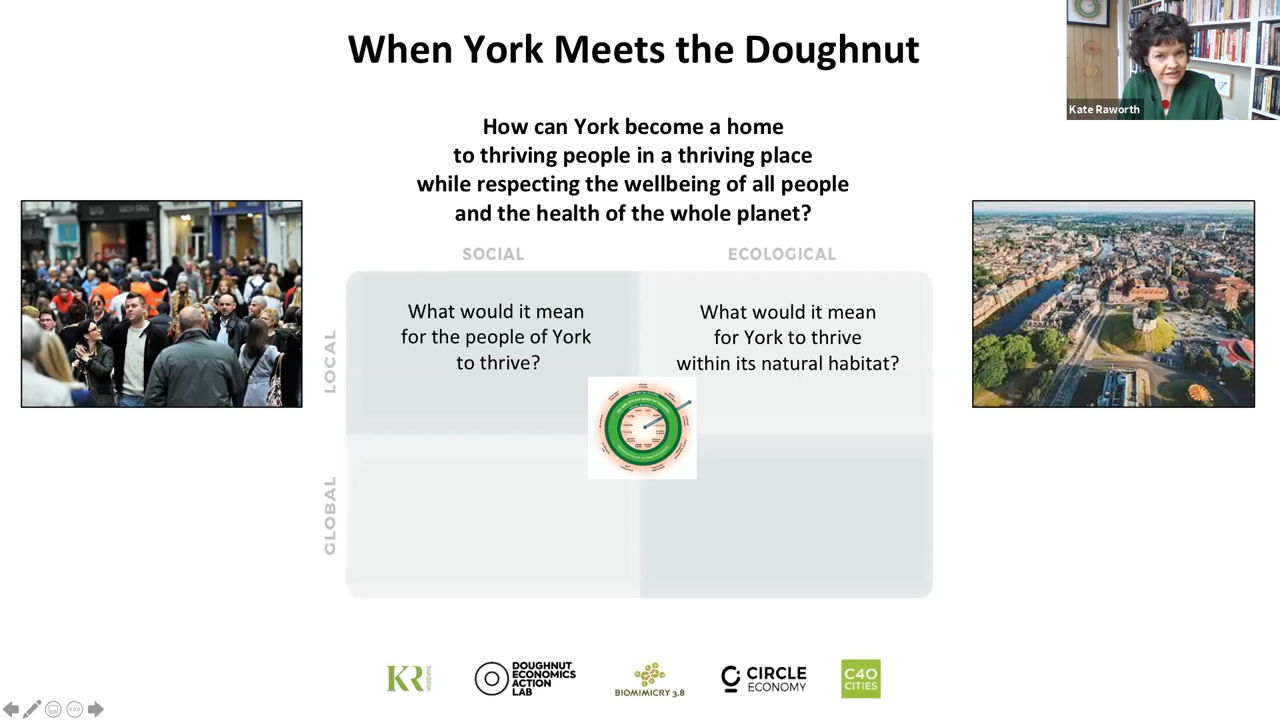 When York Meets the Doughnut
Kate Raworth
How can York become a home
to thriving people in a thriving place
while respecting the wellbeing of all people
and the health of the whole planet?
SOCIAL
ECOLOGICAL
LOCAL
What would it mean
for the people of York
to thrive?
What would it mean
for York to thrive
within its natural habitat?
GLOBAL
KR
DOUGHNUT
ECONOMICS
ACTION
LAB
BIOMIMICRY 3.8
CIRCLE
ECONOMY
C40
CITIES